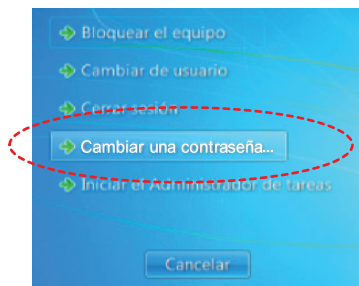 Bloquear el equipo
Cambiar de usuario
Cerrar sesión
Cambiar una contraseña...
Iniciar el Administrador de tareas
Cancelar